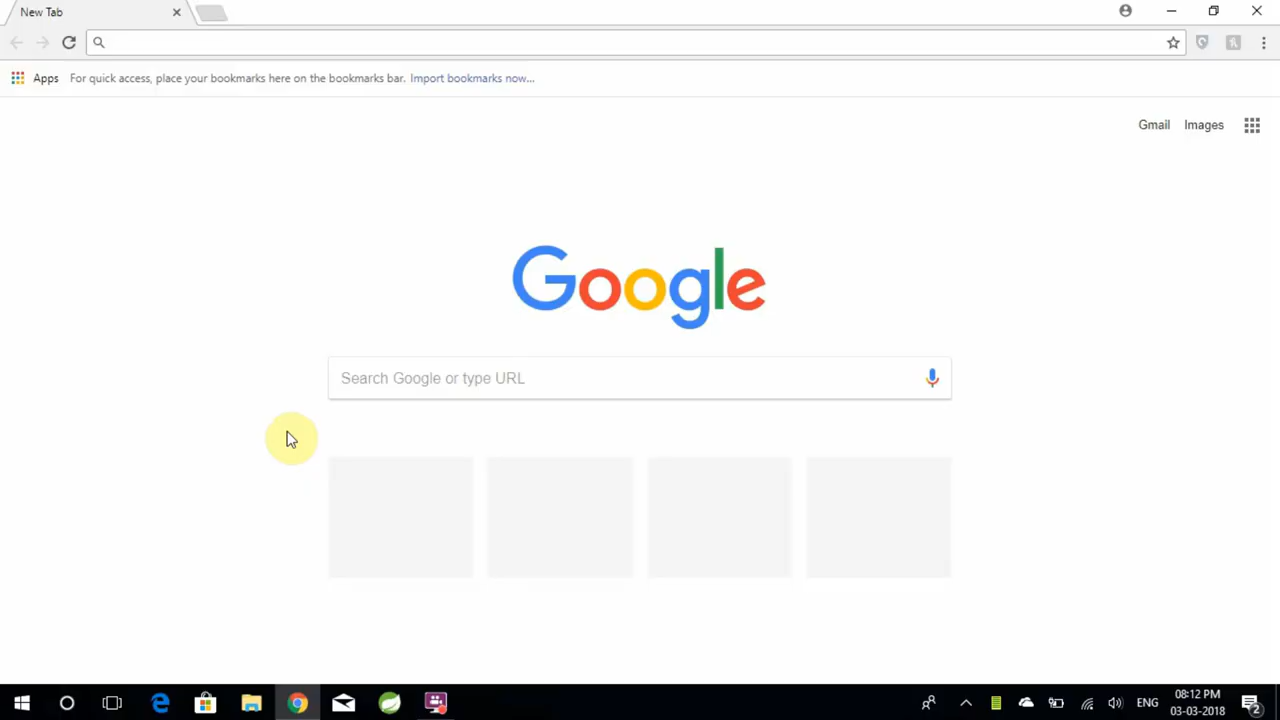 New Tab
Apps For quick access, place your bookmarks here on the bookmarks bar. Import bookmarks now...
Gmail Images
Google
Search Google or type URL
ENG
08:12 PM
03-03-2018
2